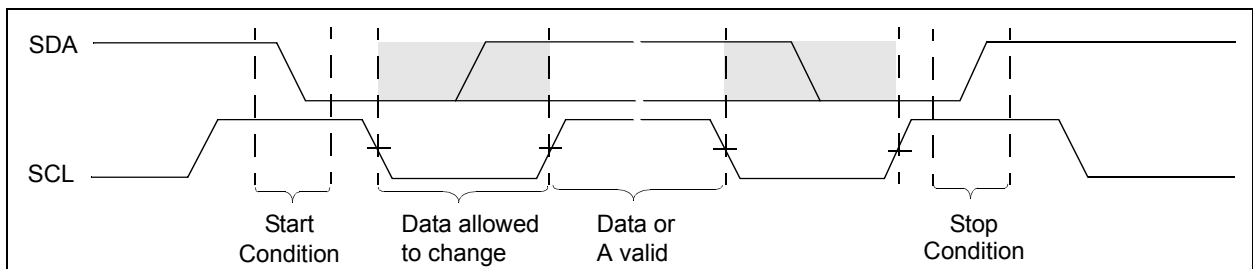 SDA
SCL
Start
Condition
Data allowed
to change
Data or
A valid
Stop
Condition